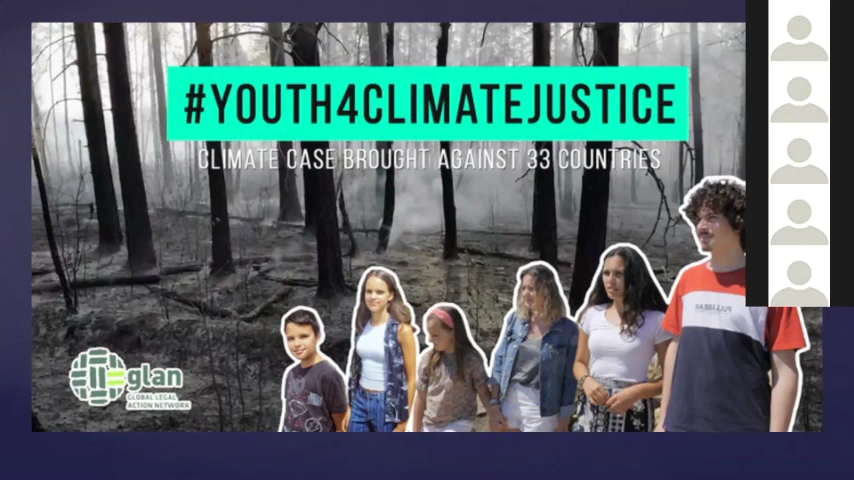 #YOUTH4CLIMATEJUSTICE
CLIMATE CASE BROUGHT AGAINST 33 COUNTRIES
glan
GLOBAL LEGAL
ACTION NETWORK